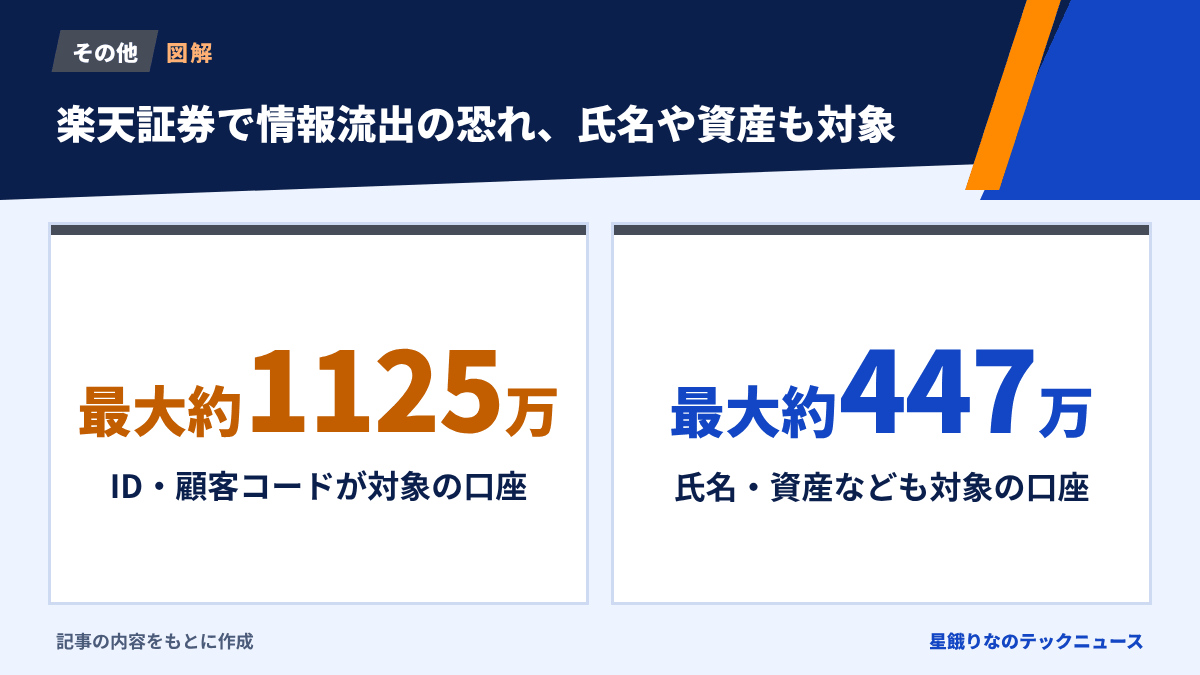 その他 図解
楽天証券で情報流出の恐れ、氏名や資産も対象
最大約1125万
ID・顧客コードが対象の口座
最大約447万
氏名・資産なども対象の口座
記事の内容をもとに作成
星餓りなのテックニュース